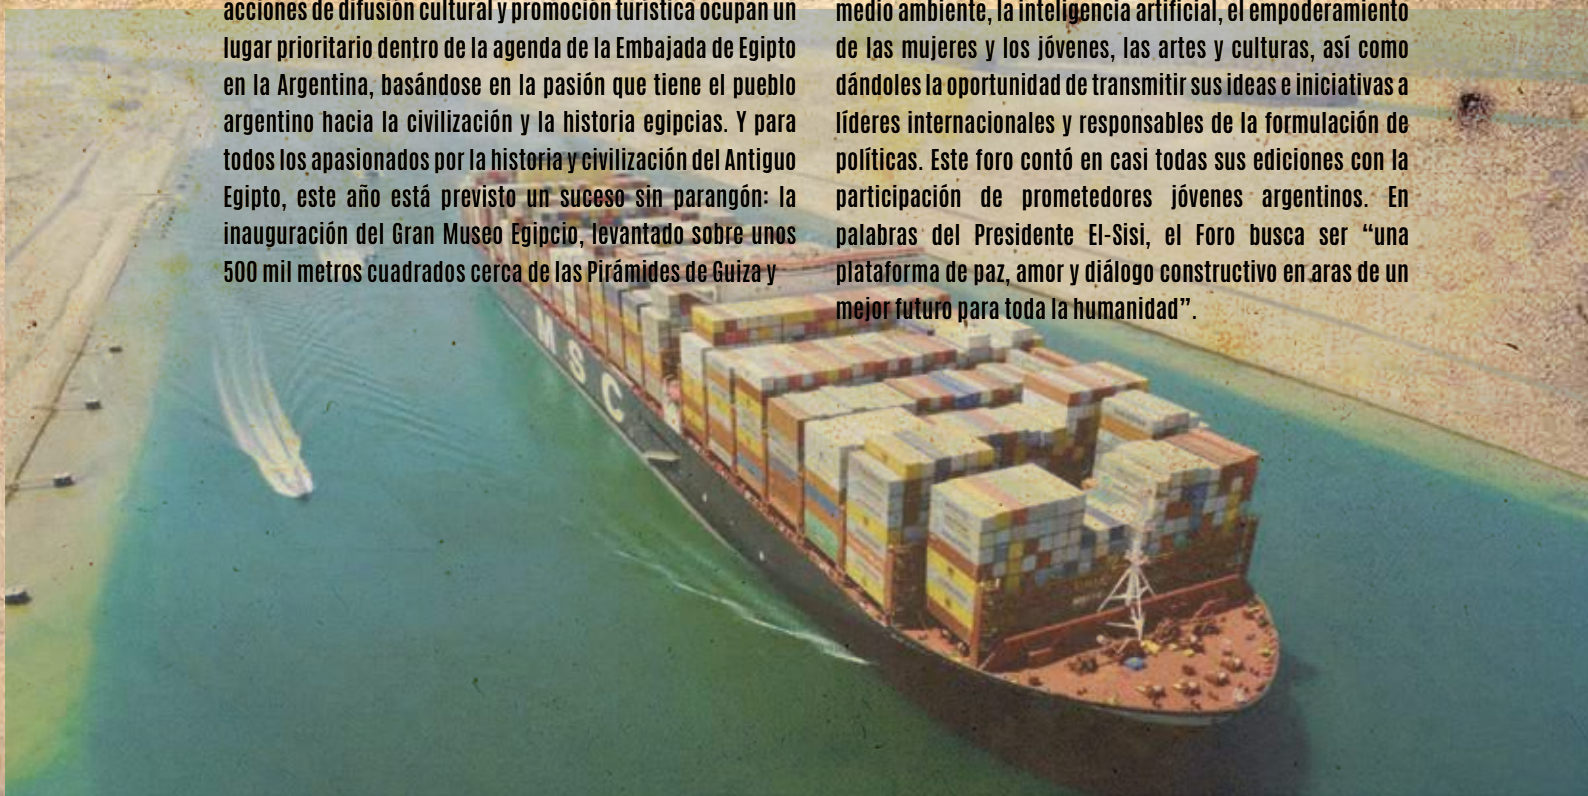 acciones de difusión cultural y promoción turística ocupan un
lugar prioritario dentro de la agenda de la Embajada de Egipto
en la Argentina, basándose en la pasión que tiene el pueblo
argentino hacia la civilización y la historia egipcias. Y para
todos los apasionados por la historia y civilización del Antiguo
Egipto, este año está previsto un suceso sin parangón: la
inauguración del Gran Museo Egipcio, levantado sobre unos
500 mil metros cuadrados cerca de las Pirámides de Guiza y
medio ambiente, la inteligencia artificial, el empoderamiento
de las mujeres y los jóvenes, las artes y culturas, así como
dándoles la oportunidad de transmitir sus ideas e iniciativas a
líderes internacionales y responsables de la formulación de
políticas. Este foro contó en casi todas sus ediciones con la
participación de prometedores jóvenes argentinos. En
palabras del Presidente El-Sisi, el Foro busca ser “una
plataforma de paz, amor y diálogo constructivo en aras de un
mejor futuro para toda la humanidad”.
MSC